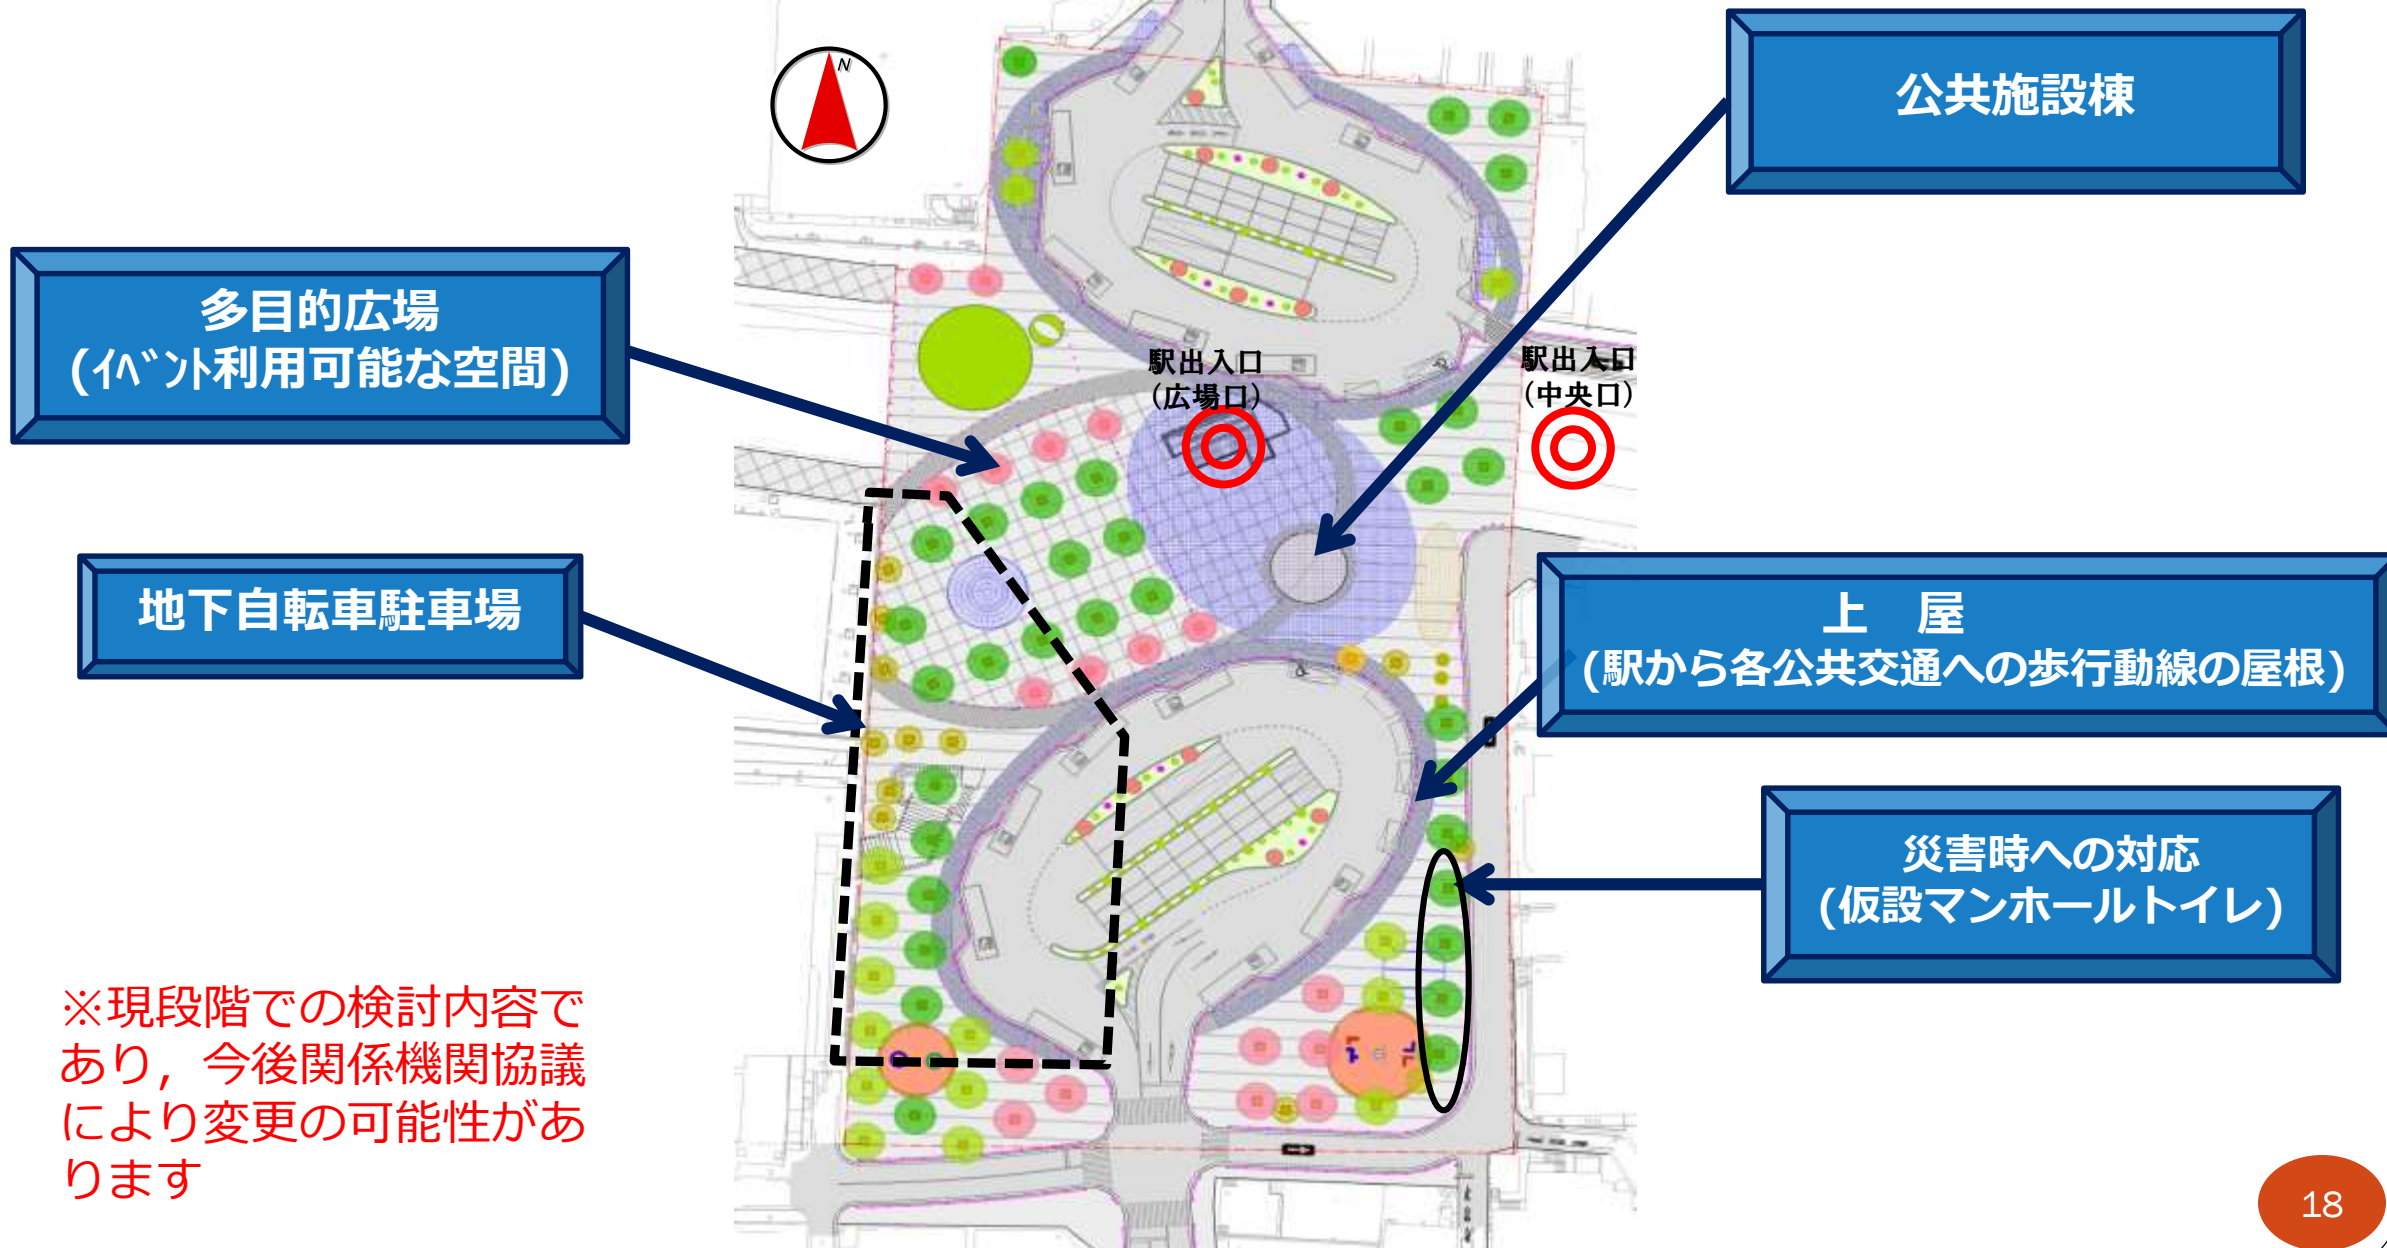 N
公共施設棟
多目的広場
(ｲﾍﾞﾝﾄ利用可能な空間)
駅出入口
(広場口)
駅出入口
(中央口)
地下自転車駐車場
上　屋
(駅から各公共交通への歩行動線の屋根)
災害時への対応
(仮設マンホールトイレ)
※現段階での検討内容で
あり，今後関係機関協議
により変更の可能性があ
ります
18